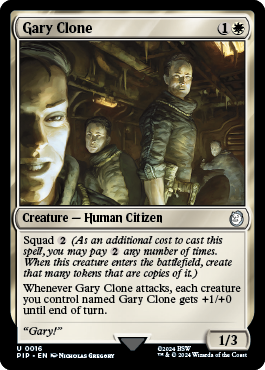 Gary Clone 1
Creature — Human Citizen
Squad 2 (As an additional cost to cast this
spell, you may pay 2 any number of times.
When this creature enters the battlefield, create
that many tokens that are copies of it.)
Whenever Gary Clone attacks, each creature
you control named Gary Clone gets +1/+0
until end of turn.
“Gary!”
1/3
U 0016
PIP • EN Nicholas Gregory
©2024 BSW
™ & © 2024 Wizards of the Coast